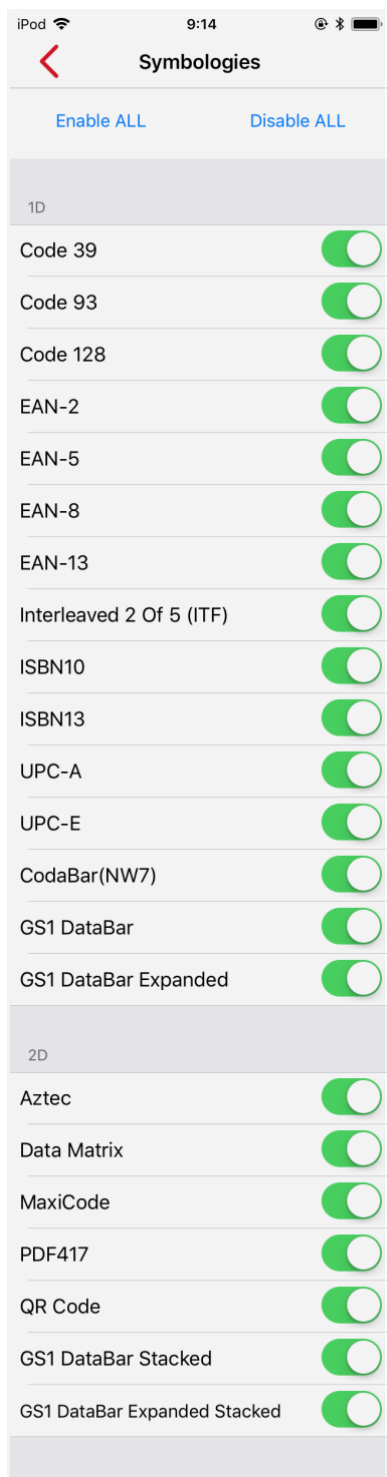 iPod 9:14
Symbologies
Enable ALL Disable ALL
1D
Code 39
Code 93
Code 128
EAN-2
EAN-5
EAN-8
EAN-13
Interleaved 2 Of 5 (ITF)
ISBN10
ISBN13
UPC-A
UPC-E
CodaBar(NW7)
GS1 DataBar
GS1 DataBar Expanded
2D
Aztec
Data Matrix
MaxiCode
PDF417
QR Code
GS1 DataBar Stacked
GS1 DataBar Expanded Stacked